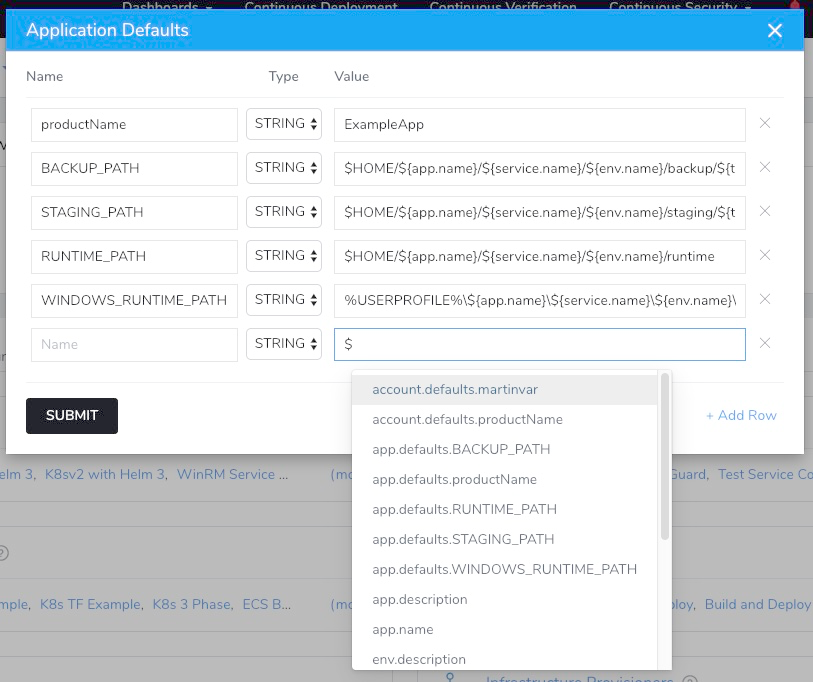 Dashboards Continuous Deployment Continuous Verification Continuous Security
Application Defaults
Name Type Value
productName STRING ExampleApp
BACKUP_PATH STRING $HOME/${app.name}/${service.name}/${env.name}/backup/${t
STAGING_PATH STRING $HOME/${app.name}/${service.name}/${env.name}/staging/${t
RUNTIME_PATH STRING $HOME/${app.name}/${service.name}/${env.name}/runtime
WINDOWS_RUNTIME_PATH STRING %USERPROFILE%\${app.name}\${service.name}\${env.name}\
Name STRING $
account.defaults.martinvar
SUBMIT + Add Row
account.defaults.productName
app.defaults.BACKUP_PATH
elm 3, K8sv2 with Helm 3, WinRM Service ... (mo Guard, Test Service Co
app.defaults.productName
app.defaults.RUNTIME_PATH
app.defaults.STAGING_PATH
app.defaults.WINDOWS_RUNTIME_PATH
app.description
mple, K8s TF Example, K8s 3 Phase, ECS B... (mo ploy, Build and Deploy
app.name
env.description
Infrastructure Provisioners